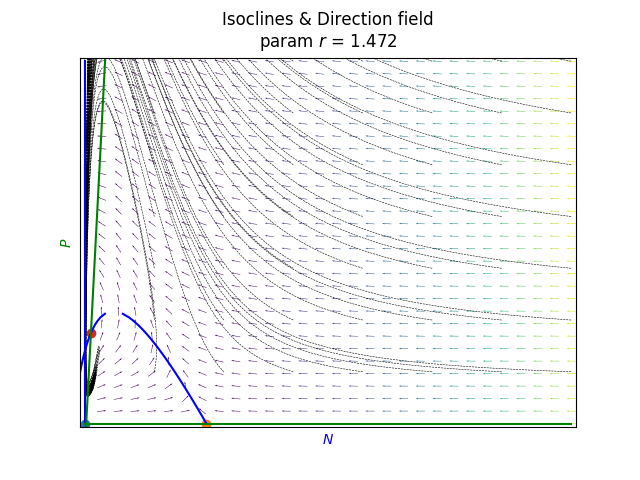 Isoclines & Direction field
param r = 1.472
P
N